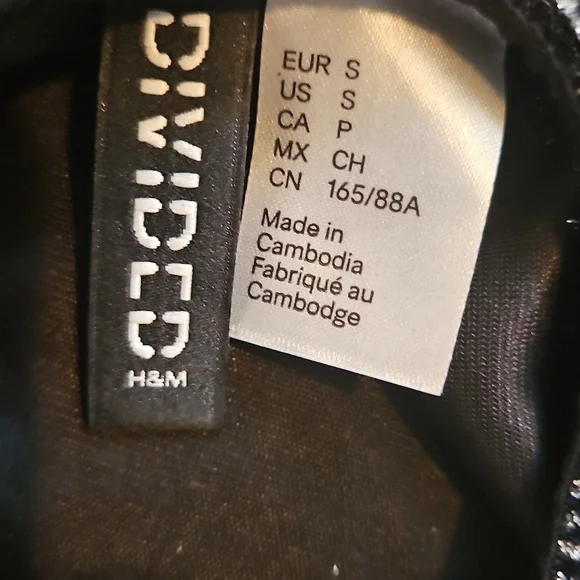 DIVIDED
H&M
EUR S
US S
CA P
MX CH
CN 165/88A
Made in
Cambodia
Fabriqué au
Cambodge